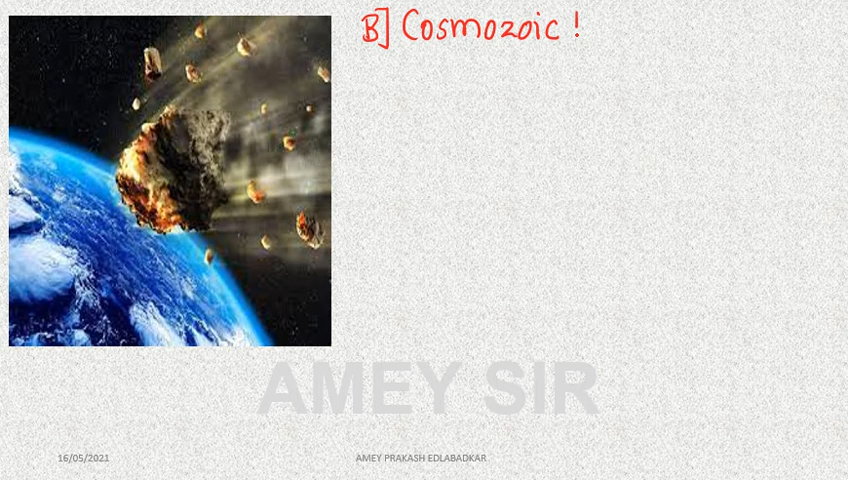 B] Cosmozoic !
AMEY SIR
16/05/2021
AMEY PRAKASH EDLABADKAR